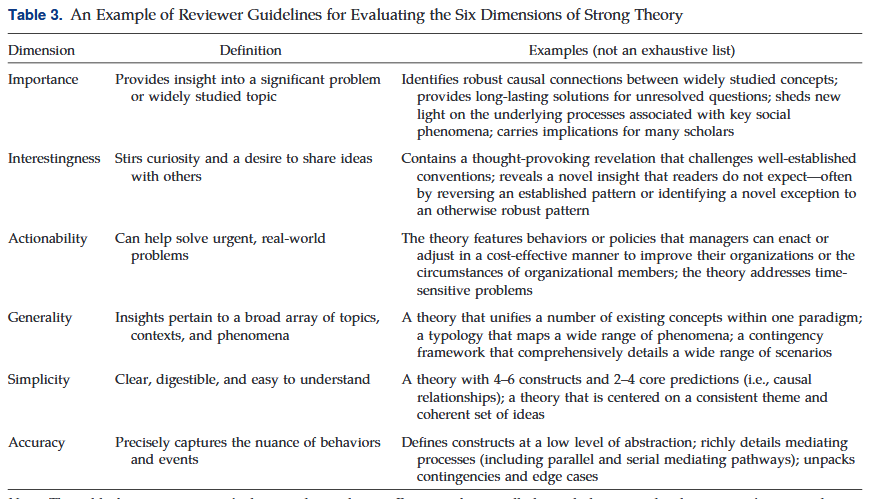 Table 3. An Example of Reviewer Guidelines for Evaluating the Six Dimensions of Strong Theory
Dimension Definition Examples (not an exhaustive list)
Importance Provides insight into a significant problem Identifies robust causal connections between widely studied concepts;
or widely studied topic provides long-lasting solutions for unresolved questions; sheds new
light on the underlying processes associated with key social
phenomena; carries implications for many scholars
Interestingness Stirs curiosity and a desire to share ideas Contains a thought-provoking revelation that challenges well-established
with others conventions; reveals a novel insight that readers do not expect—often
by reversing an established pattern or identifying a novel exception to
an otherwise robust pattern
Actionability Can help solve urgent, real-world The theory features behaviors or policies that managers can enact or
problems adjust in a cost-effective manner to improve their organizations or the
circumstances of organizational members; the theory addresses time-
sensitive problems
Generality Insights pertain to a broad array of topics, A theory that unifies a number of existing concepts within one paradigm;
contexts, and phenomena a typology that maps a wide range of phenomena; a contingency
framework that comprehensively details a wide range of scenarios
Simplicity Clear, digestible, and easy to understand A theory with 4–6 constructs and 2–4 core predictions (i.e., causal
relationships); a theory that is centered on a consistent theme and
coherent set of ideas
Accuracy Precisely captures the nuance of behaviors Defines constructs at a low level of abstraction; richly details mediating
and events processes (including parallel and serial mediating pathways); unpacks
contingencies and edge cases